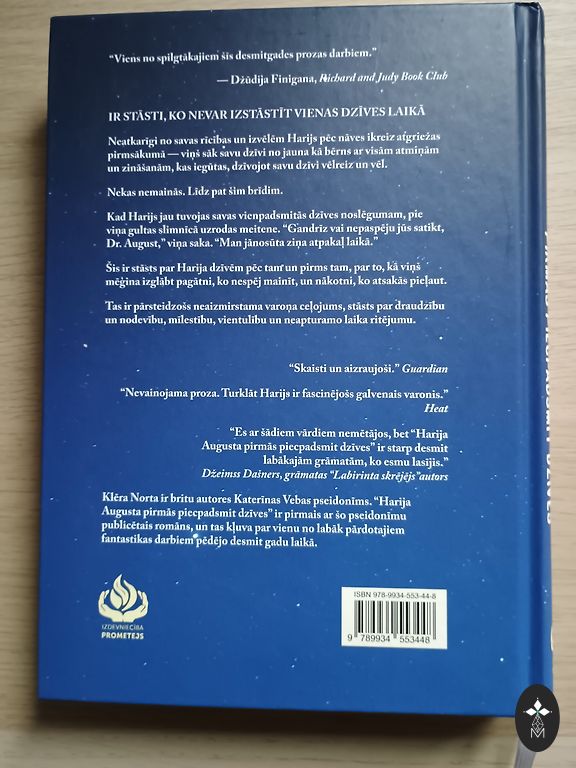 “Viens no spilgtākajiem šīs desmitgades prozas darbiem.”
— Džūdija Finigana, Richard and Judy Book Club
IR STĀSTI, KO NEVAR IZSTĀSTĪT VIENAS DZĪVES LAIKĀ
Neatkarīgi no savas rīcības un izvēlēm Harijs pēc nāves ikreiz atgriežas
pirmsākumā — viņš sāk savu dzīvi no jauna kā bērns ar visām atmiņām
un zināšanām, kas iegūtas, dzīvojot savu dzīvi vēlreiz un vēl.
Nekas nemainās. Līdz pat šim brīdim.
Kad Harijs jau tuvojas savas vienpadsmitās dzīves noslēgumam, pie
viņa gultas slimnīcā uzrodas meitene. “Gandrīz vai nepaspēju jūs satikt,
Dr. August,” viņa saka. “Man jānosūta ziņa atpakaļ laikā.”
Šis ir stāsts par Harija dzīvēm pēc tam un pirms tam, par to, kā viņš
mēģina izglābt pagātni, ko nespēj mainīt, un nākotni, ko atsakās pieļaut.
Tas ir pārsteidzošs neaizmirstama varoņa ceļojums, stāsts par draudzību
un nodevību, mīlestību, vientulību un neapturamo laika ritējumu.
“Skaisti un aizraujoši.” Guardian
“Nevainojama proza. Turklāt Harijs ir fascinējošs galvenais varonis.”
Heat
“Es ar šādiem vārdiem nemētājos, bet “Harija
Augusta pirmās piecpadsmit dzīves” ir starp desmit
labākajām grāmatām, ko esmu lasījis.”
Džeimss Dašners, grāmatas “Labirinta skrējējs” autors
Klēra Norta ir britu autores Katerīnas Vebas pseidonīms. “Harija
Augusta pirmās piecpadsmit dzīves” ir pirmais ar šo pseidonīmu
publicētais romāns, un tas kļuva par vienu no labāk pārdotajiem
fantastikas darbiem pēdējo desmit gadu laikā.
IZDEVNIECĪBA
PROMETEJS
ISBN 978-9934-553-44-8
9 789934 553448
M